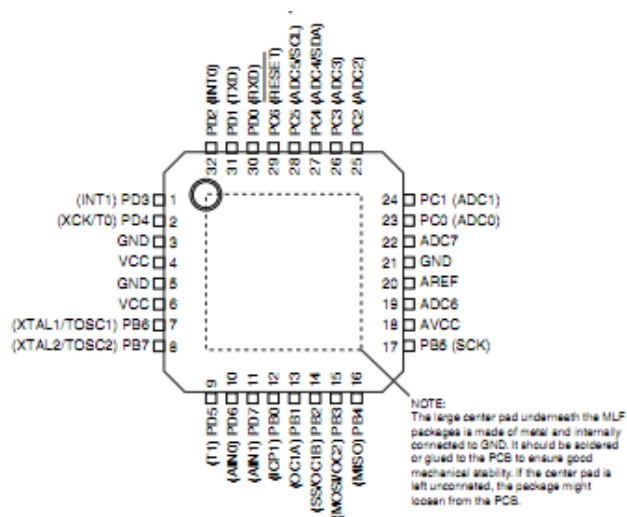 PD2 (INT0)
PD1 (TXD)
PD0 (RXD)
PC6 (RESET)
PC5 (ADC5/SCL)
PC4 (ADC4/SDA)
PC3 (ADC3)
PC2 (ADC2)
32
31
30
29
28
27
26
25
(INT1) PD3 1
(XCK/T0) PD4 2
GND 3
VCC 4
GND 5
VCC 6
(XTAL1/TOSC1) PB6 7
(XTAL2/TOSC2) PB7 8
24 PC1 (ADC1)
23 PC0 (ADC0)
22 ADC7
21 GND
20 AREF
19 ADC6
18 AVCC
17 PB5 (SCK)
9
10
11
12
13
14
15
16
(T1) PD5
(AIN0) PD6
(AIN1) PD7
(ICP1) PB0
(OC1A) PB1
(SS/OC1B) PB2
(MOSI/OC2) PB3
(MISO) PB4
NOTE:
The large center pad underneath the MLF
packages is made of metal and internally
connected to GND. It should be soldered
or glued to the PCB to ensure good
mechanical stability. If the center pad is
left unconneted, the package might
loosen from the PCB.